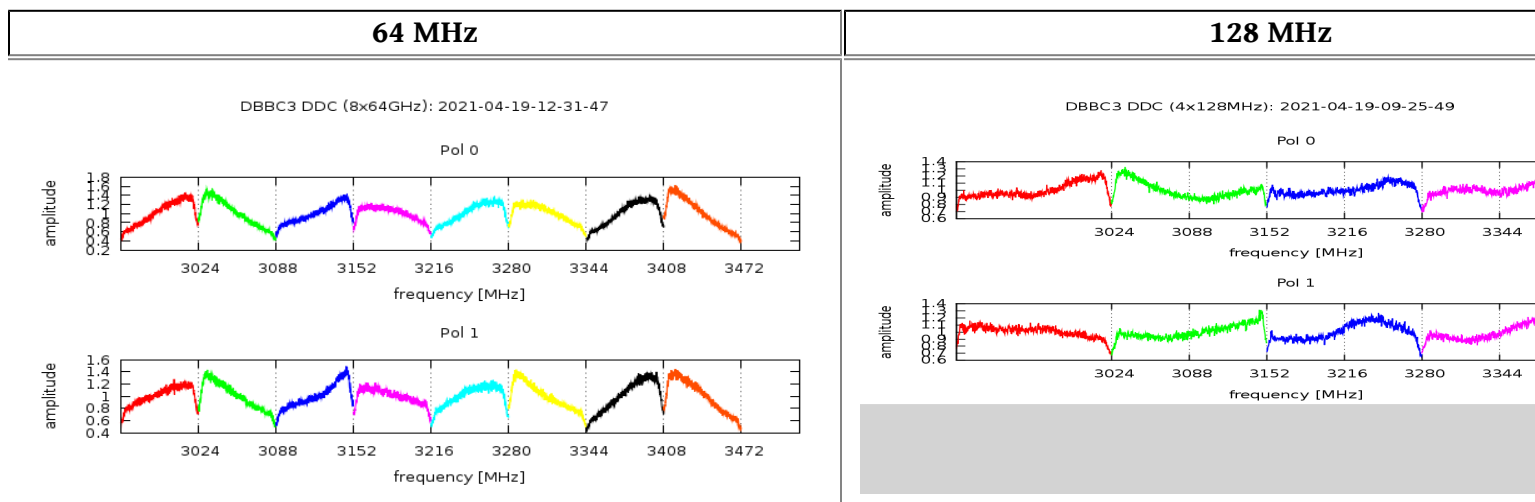 64 MHz
128 MHz
DBBC3 DDC (8x64GHz): 2021-04-19-12-31-47
Pol 0
amplitude
1.8
1.6
1.4
1.2
1
0.8
0.6
0.4
0.2
3024 3088 3152 3216 3280 3344 3408 3472
frequency [MHz]
Pol 1
amplitude
1.6
1.4
1.2
1
0.8
0.6
0.4
3024 3088 3152 3216 3280 3344 3408 3472
frequency [MHz]
DBBC3 DDC (4x128MHz): 2021-04-19-09-25-49
Pol 0
amplitude
1.4
1.3
1.2
1.1
1
0.9
0.8
0.7
0.6
3024 3088 3152 3216 3280 3344
frequency [MHz]
Pol 1
amplitude
1.4
1.3
1.2
1.1
1
0.9
0.8
0.7
0.6
3024 3088 3152 3216 3280 3344
frequency [MHz]